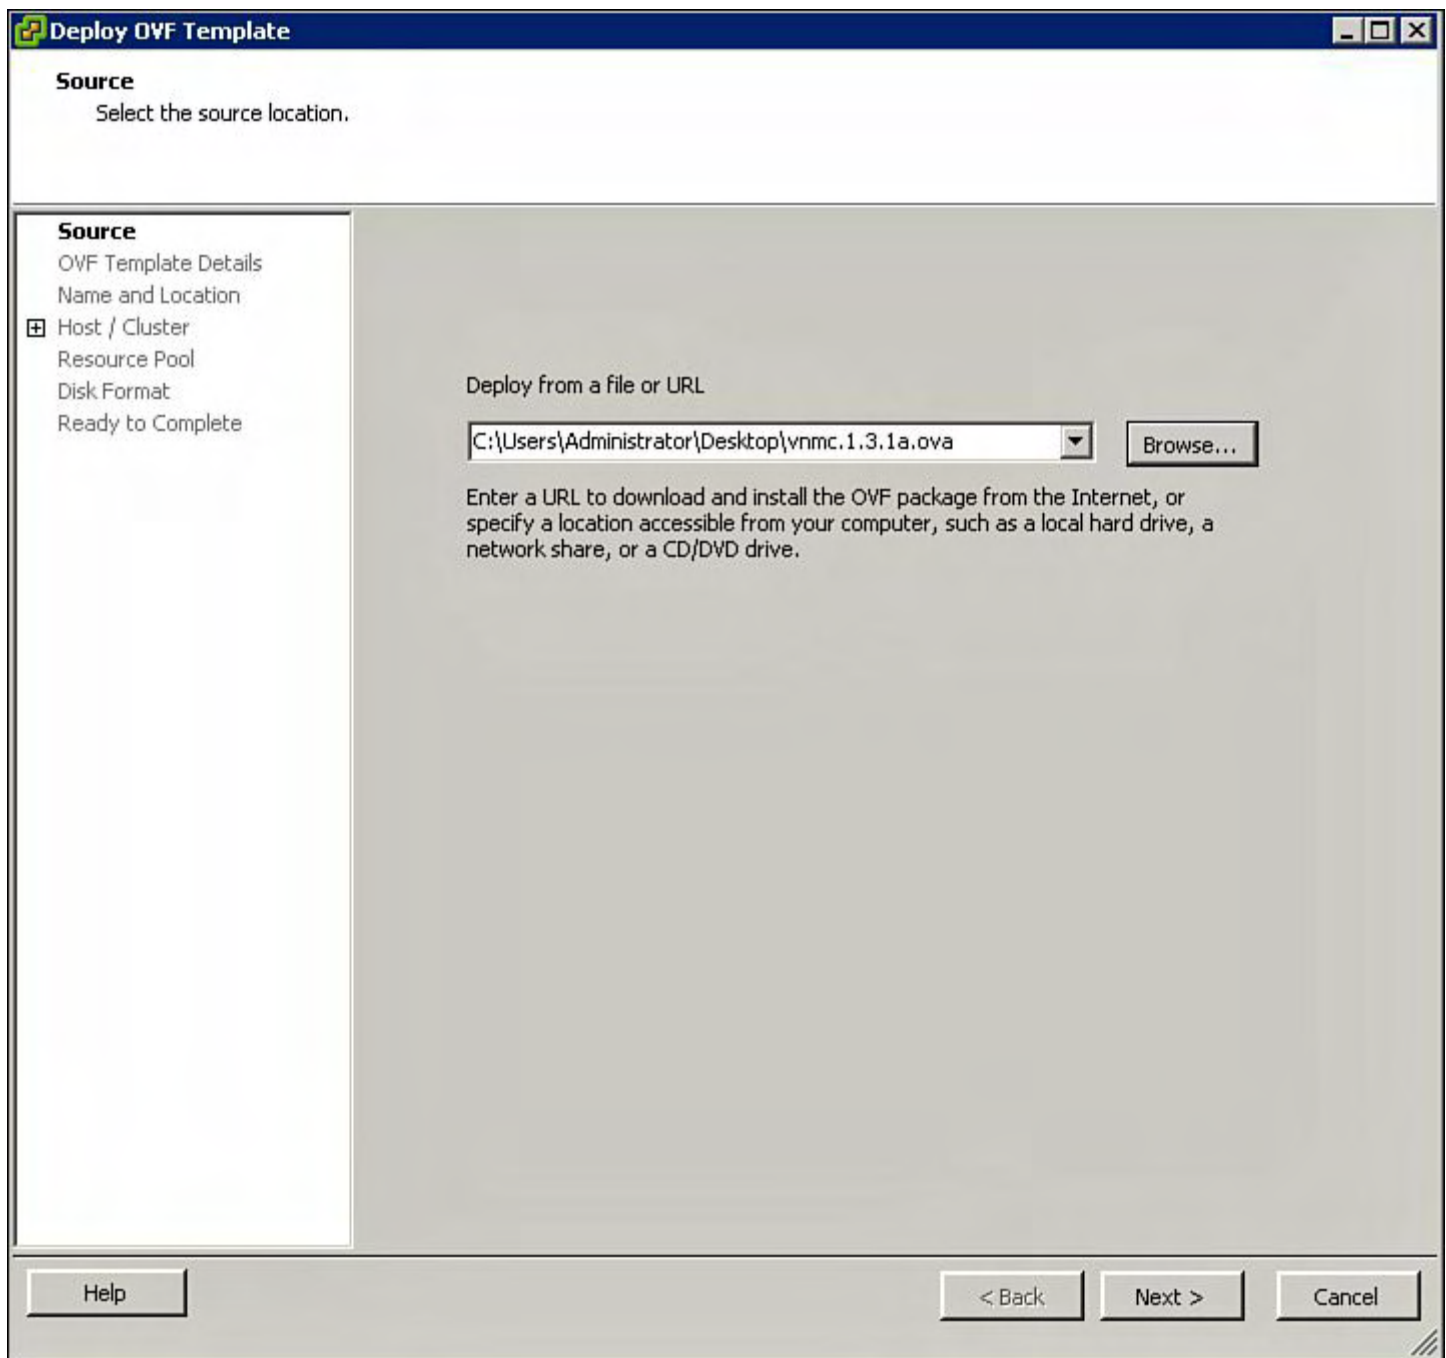 Deploy OVF Template
Source
Select the source location.
Source
OVF Template Details
Name and Location
Host / Cluster
Resource Pool
Disk Format
Ready to Complete
Deploy from a file or URL
C:\Users\Administrator\Desktop\vnmc.1.3.1a.ova
Browse...
Enter a URL to download and install the OVF package from the Internet, or
specify a location accessible from your computer, such as a local hard drive, a
network share, or a CD/DVD drive.
Help
< Back
Next >
Cancel